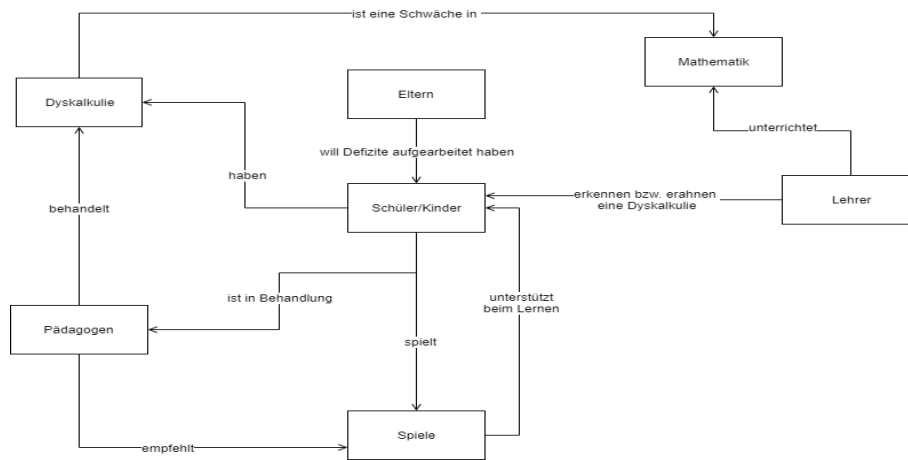 ist eine Schwäche in
Mathematik
Dyskalkulie
Eltern
unterrichtet
will Defizite aufgearbeitet haben
haben
erkennen bzw. erahnen
eine Dyskalkulie
Schüler/Kinder
Lehrer
behandelt
ist in Behandlung
unterstützt
beim Lernen
Pädagogen
spielt
Spiele
empfehlt